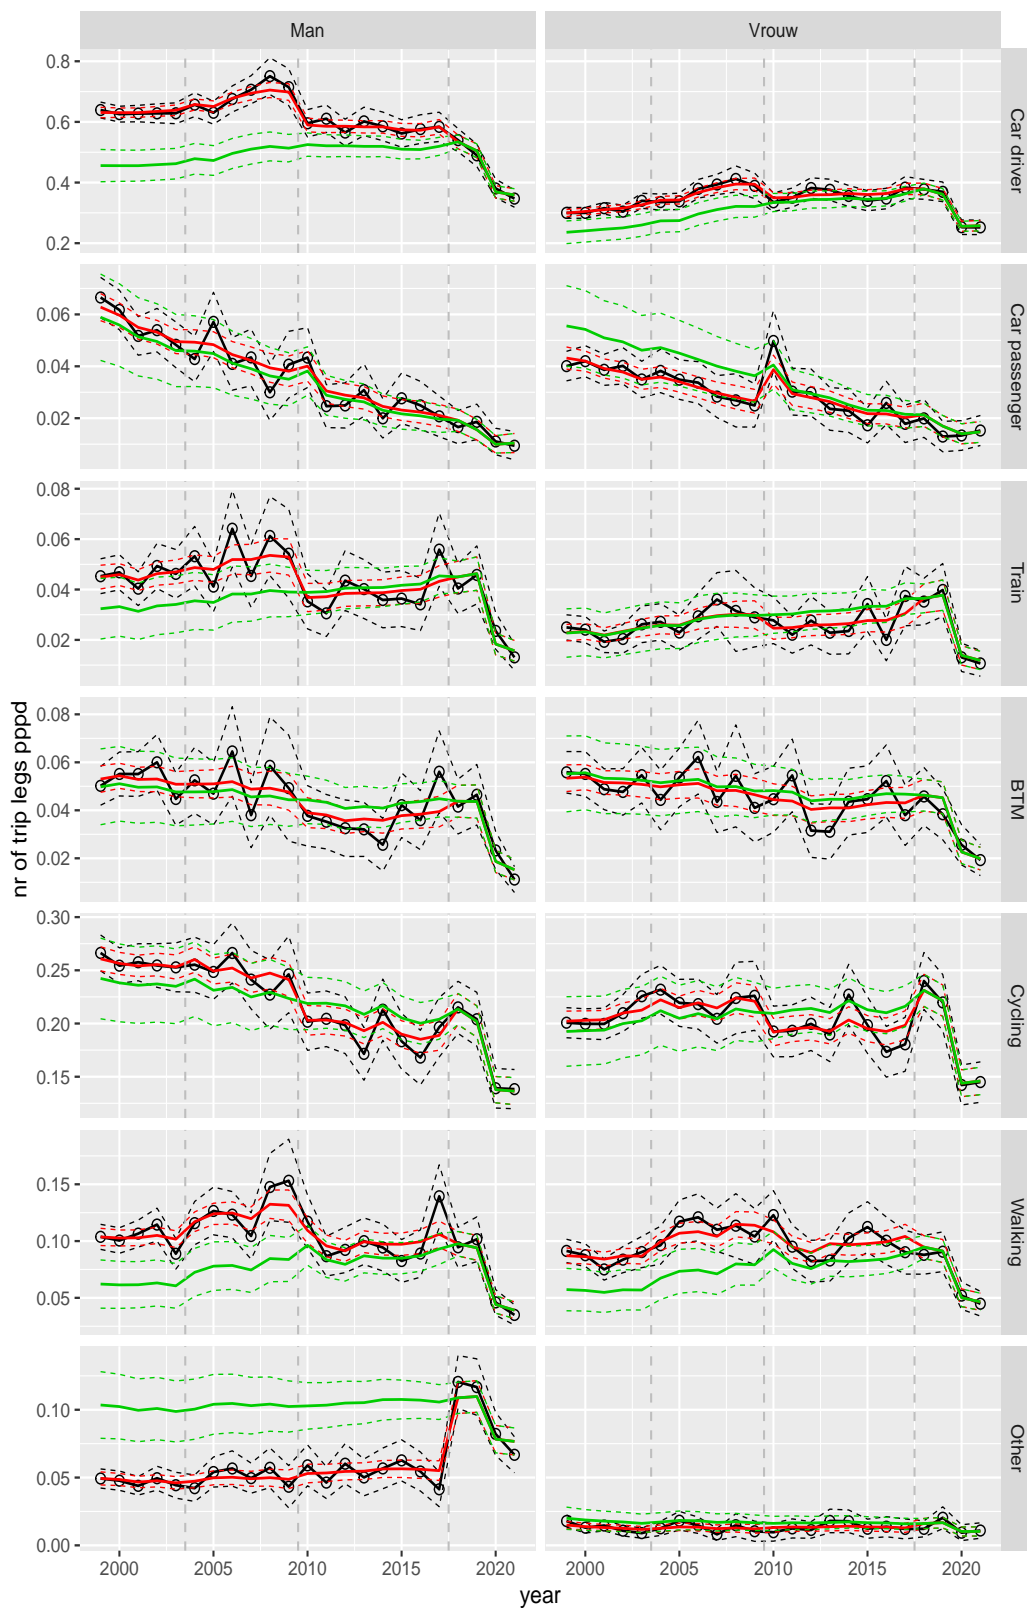 Man Vrouw
0.8
0.6
0.4
0.2
Car driver
0.06
0.04
0.02
Car passenger
0.08
0.06
0.04
0.02
Train
0.08
0.06
0.04
0.02
BTM
0.30
0.25
0.20
0.15
Cycling
0.15
0.10
0.05
Walking
0.10
0.05
0.00
Other
2000 2005 2010 2015 2020 2000 2005 2010 2015 2020
year
nr of trip legs pppd